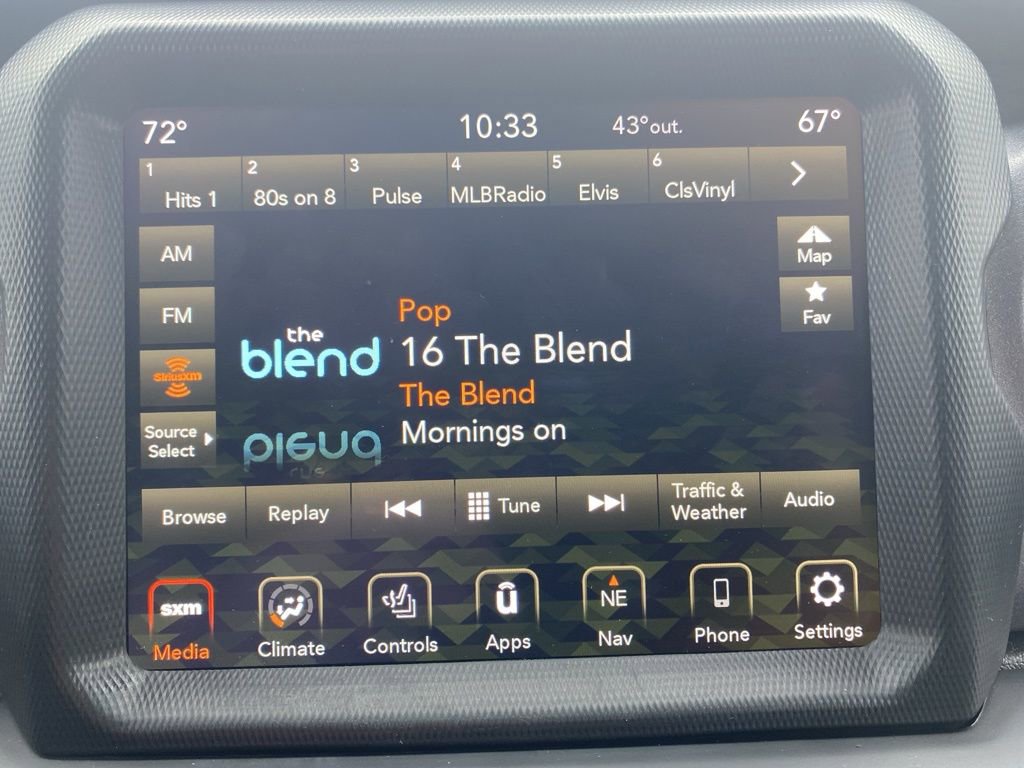 72° 10:33 43°out. 67°
1 2 3 4 5 6
Hits 1 80s on 8 Pulse MLBRadio Elvis ClsVinyl
AM
Map
FM
Fav
siriusxm
Source
Select
the
blend
Pop
16 The Blend
The Blend
Mornings on
Browse Replay Tune Traffic &
Weather Audio
sxm NE
Media Climate Controls Apps Nav Phone Settings